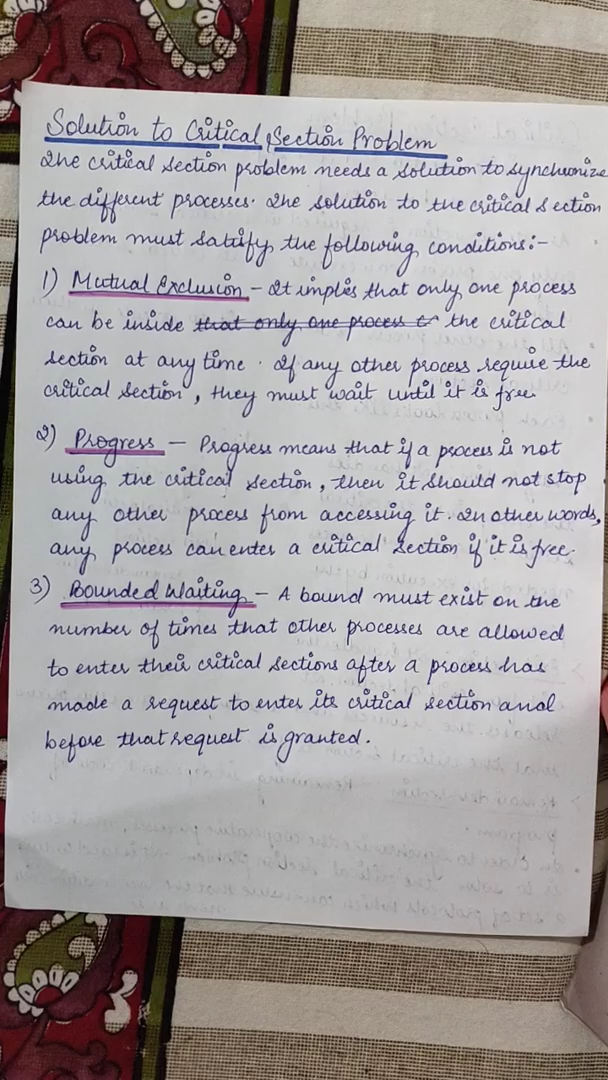 Solution to Critical Section Problem
The critical section problem needs a solution to synchronize
the different processes. The solution to the critical section
problem must satisfy the following conditions:-
1) Mutual Exclusion - It implies that only one process
can be inside that only one process c the critical
section at any time. If any other process require the
critical section, they must wait until it is free.
2) Progress - Progress means that if a process is not
using the critical section, then it should not stop
any other process from accessing it. In other words,
any process can enter a critical section if it is free.
3) Bounded Waiting - A bound must exist on the
number of times that other processes are allowed
to enter their critical sections after a process has
made a request to enter its critical section and
before that request is granted.